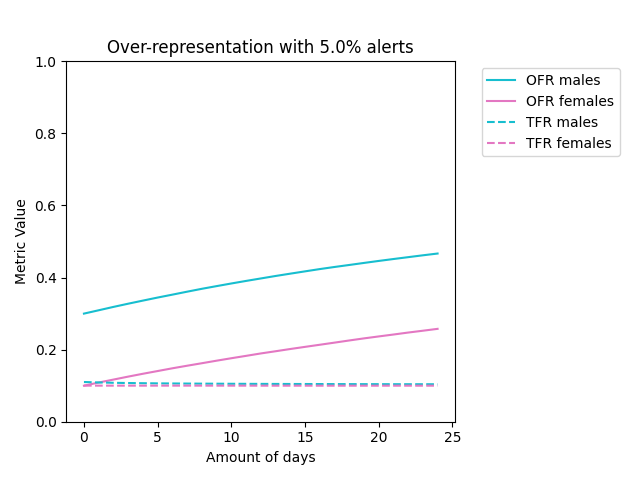 Over-representation with 5.0% alerts
1.0
0.8
0.6
0.4
0.2
0.0
Metric Value
0
5
10
15
20
25
Amount of days
OFR males
OFR females
TFR males
TFR females